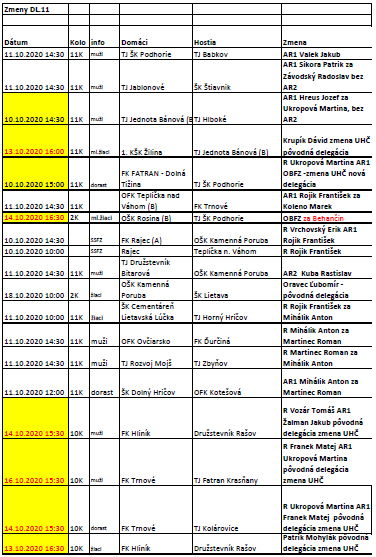 Zmeny DL.11
Dátum Kolo info Domáci Hostia Zmena
11.10.2020 14:30 11K muži TJ ŠK Podhorie TJ Babkov AR1 Valek Jakub
11.10.2020 14:30 11K muži TJ Jablonové ŠK Štiavnik AR1 Sikora Patrik za
Závodský Radoslav bez
AR2
10.10.2020 14:30 11K muži TJ Jednota Bánová (B TJ Hlboké AR1 Hreus Jozef za
Ukropová Martina, bez
AR2
13.10.2020 16:00 11K ml.žiaci 1. KŠK Žilina TJ Jednota Bánová (B) Krupík Dávid zmena UHČ
pôvodná delegácia
10.10.2020 15:00 11K dorast FK FATRAN - Dolná
Tižina TJ ŠK Podhorie R Ukropová Martina AR1
OBFZ -zmena UHČ nová
delegácia
11.10.2020 14:30 11K OFK Teplička nad
Váhom (B) FK Trnové AR1 Rojik František za
Koleno Marek
14.10.2020 16:30 2K ml.žiaci OŠK Rosina (B) TJ ŠK Podhorie OBFZ za Behančin
10.10.2020 14:30 SSFZ FK Rajec (A) OŠK Kamenná Poruba R Vrchovský Erik AR1
Rojik František
10.10.2020 10:00 SSFZ Rajec Teplička n. Váhom R Rojik František
11.10.2020 14:30 11K muži TJ Družstevník
Bitarová OŠK Kamenná Poruba AR2 Kuba Rastislav
18.10.2020 10:00 2K žiaci OŠK Kamenná
Poruba ŠK Lietava Oravec Ľubomír -
pôvodná delegácia
11.10.2020 10:00 11K žiaci ŠK Cementáreň
Lietavská Lúčka TJ Horný Hričov R Rojik František za
Mihálik Anton
11.10.2020 14:30 11K muži OFK Ovčiarsko FK Ďurčiná R Mihálik Anton za
Martinec Roman
11.10.2020 14:30 11K muži TJ Rozvoj Mojš TJ Zbyňov R Martinec Roman za
Mihálik Anton
11.10.2020 12:00 11K dorast ŠK Dolný Hričov OFK Kotešová AR1 Mihálik Anton za
Martinec Roman
14.10.2020 15:30 10K muži FK Hliník Družstevník Rašov R Vozár Tomáš AR1
Žalman Jakub pôvodná
delegácia zmena UHČ
16.10.2020 15:30 10K muži FK Trnové TJ Fatran Krasňany R Franek Matej AR1
Ukropová Martina
pôvodná delegácia
zmena UHČ
14.10.2020 15:30 10K dorast FK Trnové TJ Kolárovice R Ukropová Martina AR1
Franek Matej pôvodná
delegácia zmena UHČ
13.10.2020 16:30 10K žiaci FK Hliník Družstevník Rašov Patrik Mohylák pôvodná
delegácia zmena UHČ